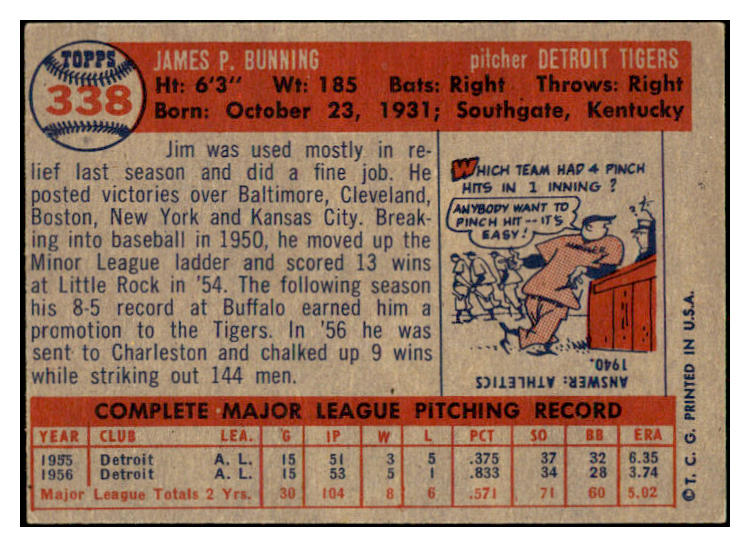 TOPPS
338
JAMES P. BUNNING pitcher DETROIT TIGERS
Ht: 6'3" Wt: 185 Bats: Right Throws: Right
Born: October 23, 1931; Southgate, Kentucky
Jim was used mostly in re-
lief last season and did a fine job. He
posted victories over Baltimore, Cleveland,
Boston, New York and Kansas City. Break-
ing into baseball in 1950, he moved up the
Minor League ladder and scored 13 wins
at Little Rock in '54. The following season
his 8-5 record at Buffalo earned him a
promotion to the Tigers. In '56 he was
sent to Charleston and chalked up 9 wins
while striking out 144 men.
WHICH TEAM HAD 4 PINCH
HITS IN 1 INNING?
ANYBODY WANT TO
PINCH HIT--IT'S
EASY!
MANAGER
ANSWER: ATHLETICS
1940.
COMPLETE MAJOR LEAGUE PITCHING RECORD
YEAR CLUB LEA. G IP W L PCT SO BB ERA
1955 Detroit A. L. 15 51 3 5 .375 37 32 6.35
1956 Detroit A. L. 15 53 5 1 .833 34 28 3.74
Major League Totals 2 Yrs. 30 104 8 6 .571 71 60 5.02
©T. C. G. PRINTED IN U.S.A.